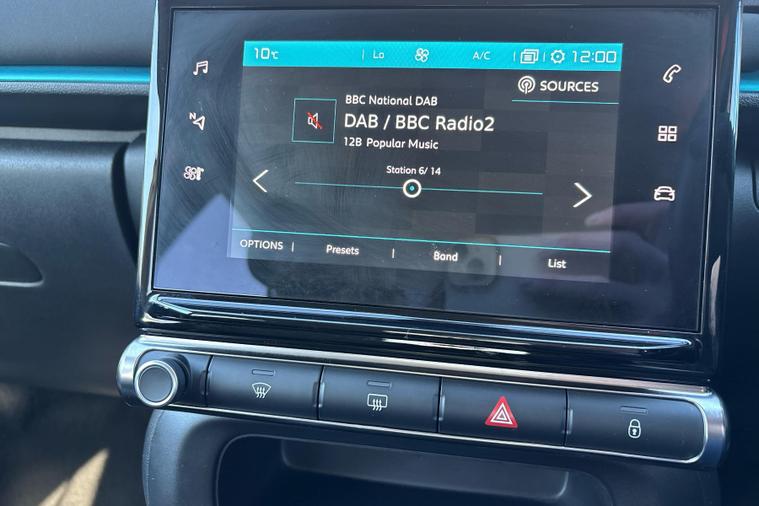 10°C Lo A/C 12:00
SOURCES
BBC National DAB
DAB / BBC Radio2
12B Popular Music
Station 6/ 14
OPTIONS Presets Band List
N